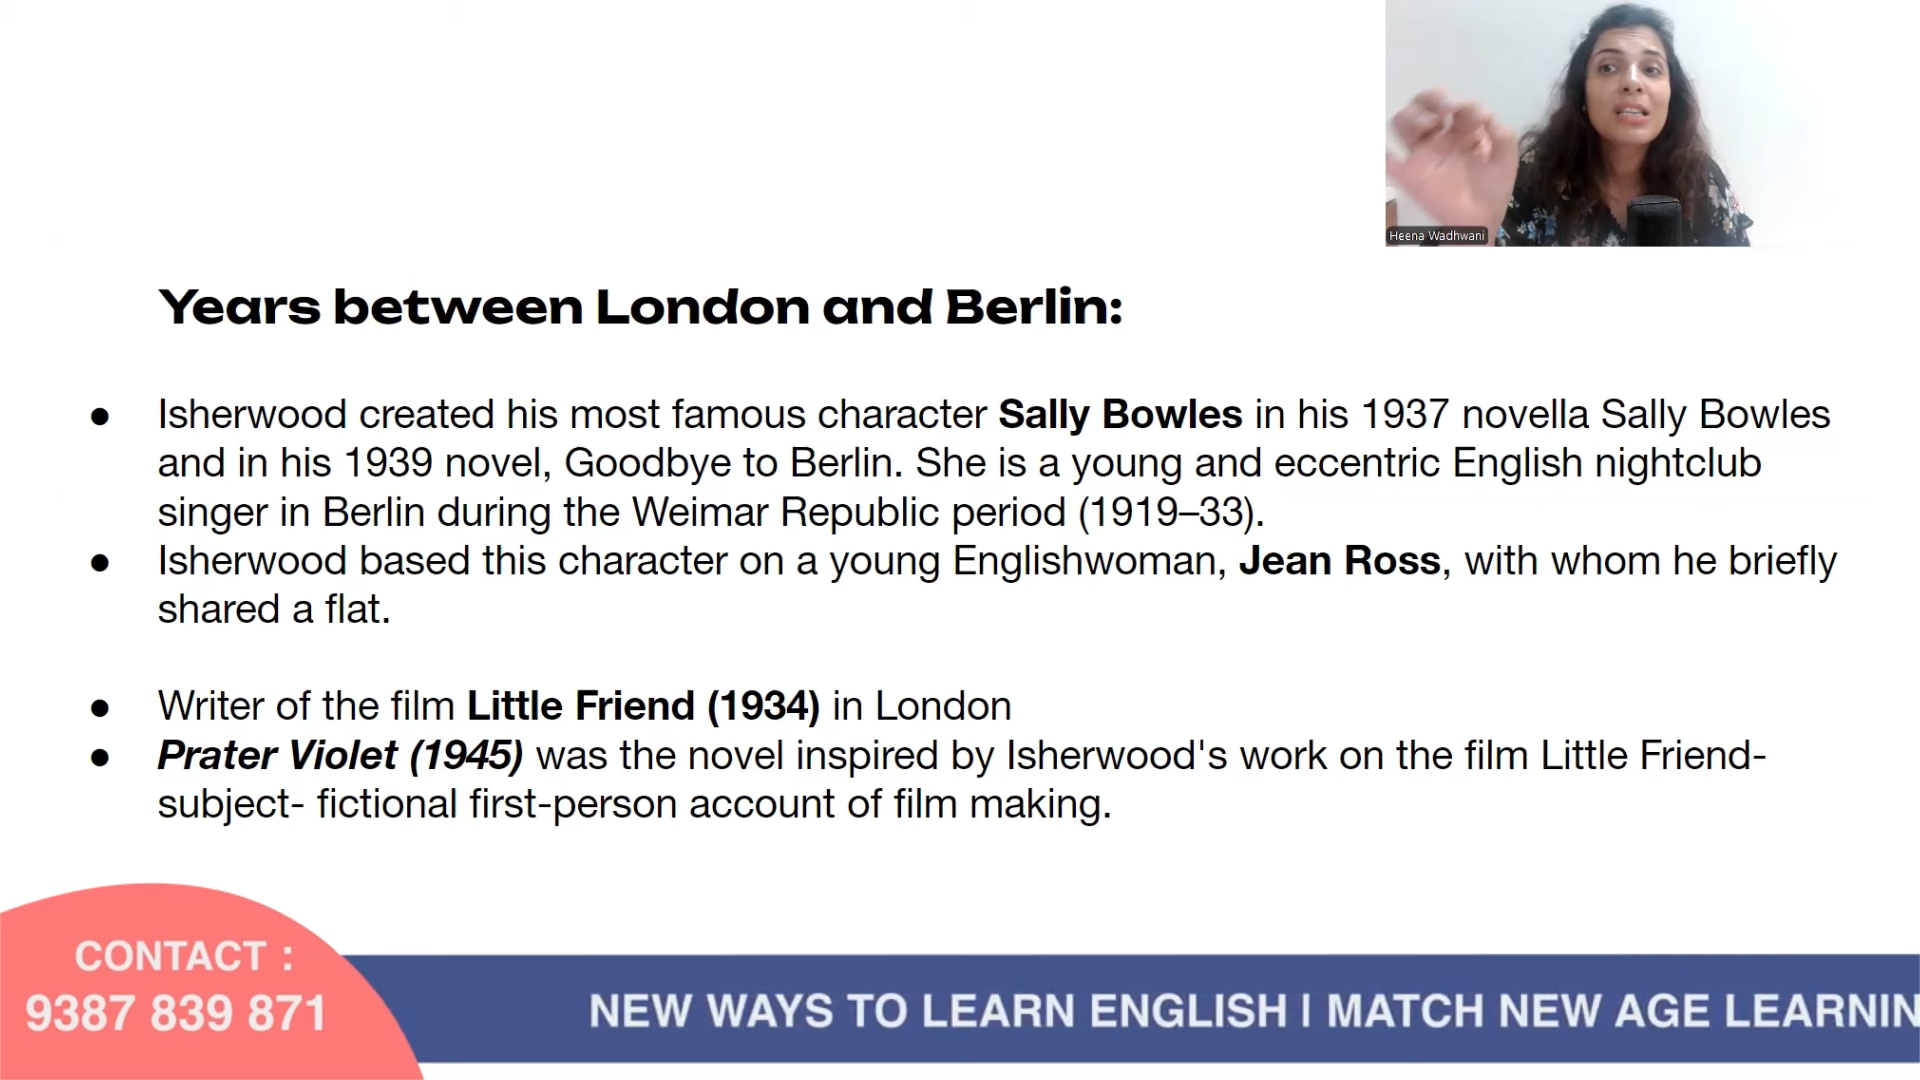 Heena Wadhwani
Years between London and Berlin:
● Isherwood created his most famous character Sally Bowles in his 1937 novella Sally Bowles
and in his 1939 novel, Goodbye to Berlin. She is a young and eccentric English nightclub
singer in Berlin during the Weimar Republic period (1919–33).
● Isherwood based this character on a young Englishwoman, Jean Ross, with whom he briefly
shared a flat.
● Writer of the film Little Friend (1934) in London
● Prater Violet (1945) was the novel inspired by Isherwood's work on the film Little Friend-
subject- fictional first-person account of film making.
CONTACT :
9387 839 871
NEW WAYS TO LEARN ENGLISH | MATCH NEW AGE LEARNIN